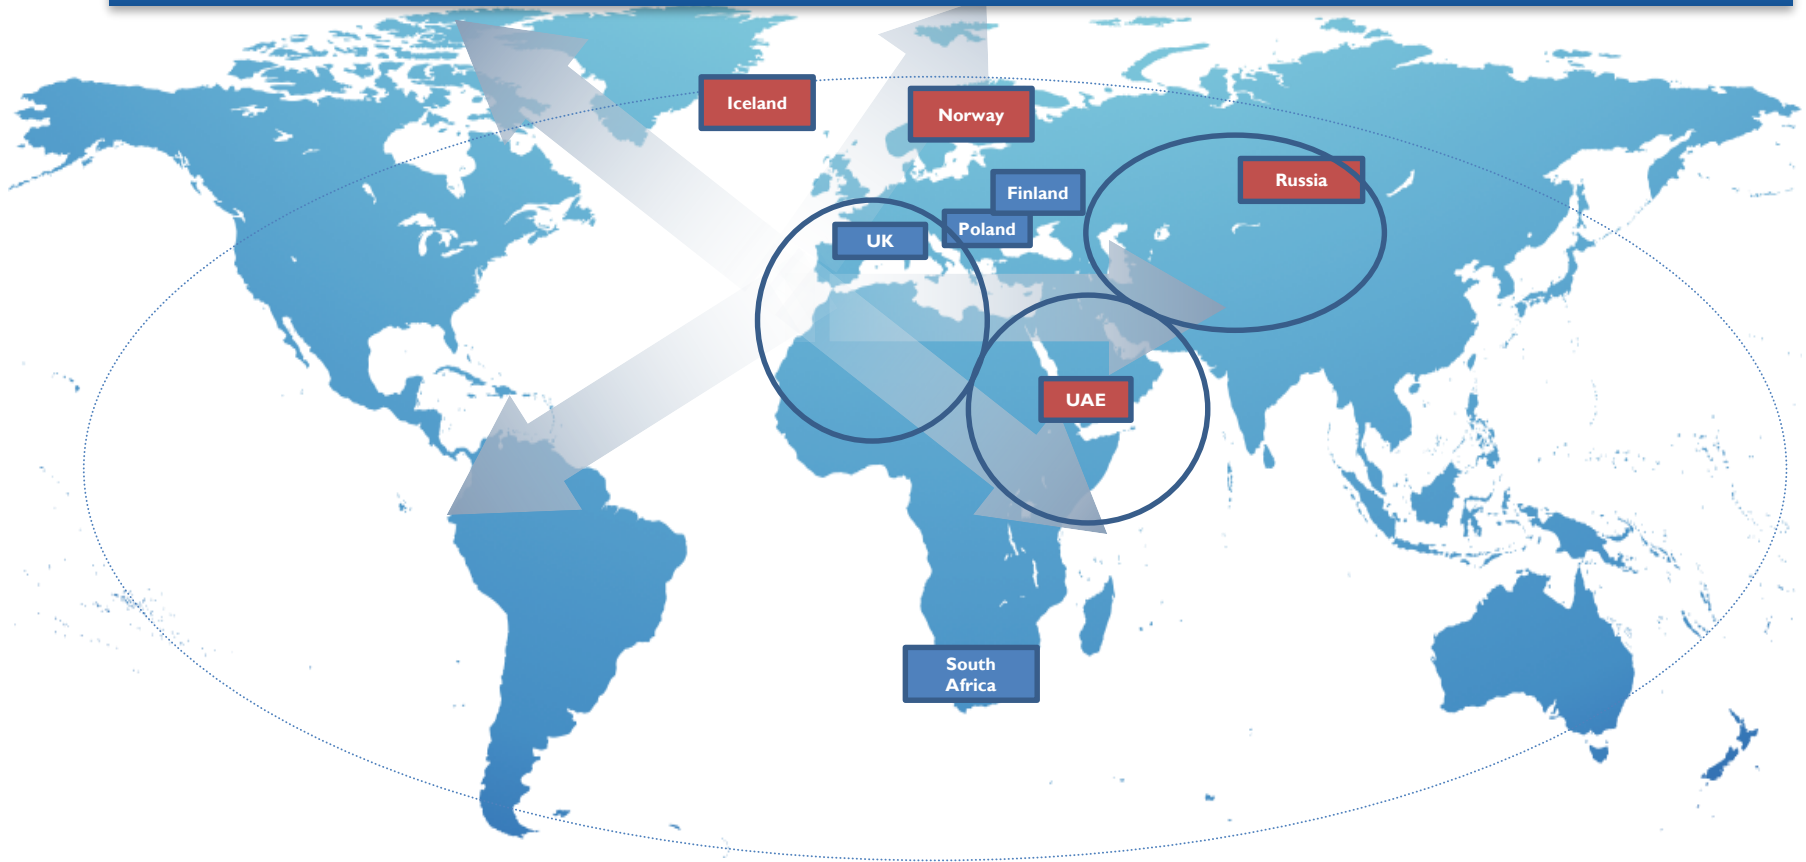 Iceland
Norway
Russia
Finland
Poland
UK
UAE
South
Africa